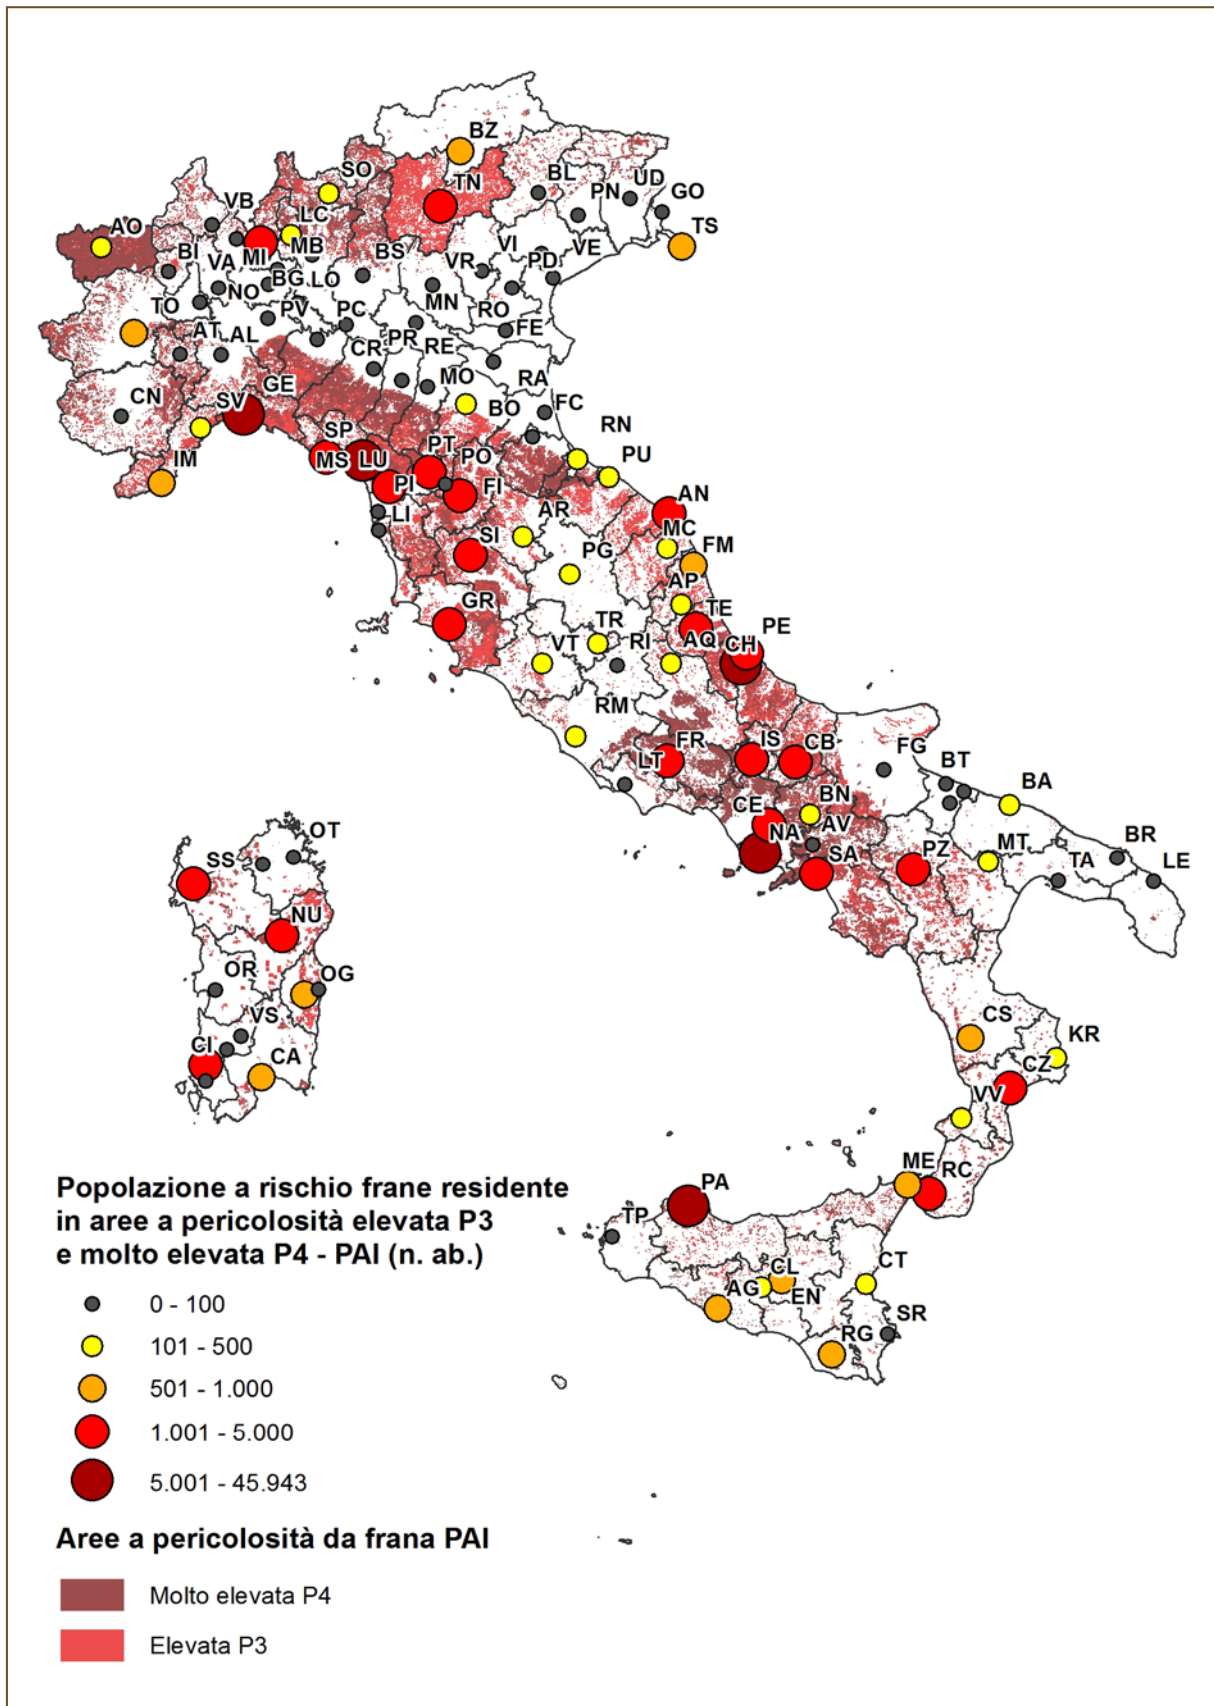 BZ
SO
TN
BL
PN
UD
GO
TS
VB
LC
AO
BI
VA
MI
MB
BS
VI
VE
VR
PD
BG
LO
NO
TO
MN
RO
PV
PC
AT
AL
FE
CR
PR
RE
MO
RA
GE
CN
SV
BO
FC
RN
SP
PT
PO
PU
IM
MS
LU
PI
FI
AN
LI
AR
MC
SI
FM
PG
AP
GR
TE
TR
PE
VT
RI
AQ
CH
RM
FR
IS
CB
LT
FG
BT
BA
CE
BN
NA
AV
OT
BR
SS
SA
PZ
MT
TA
LE
NU
OR
OG
VS
CS
KR
CI
CA
CZ
VV
ME
RC
PA
TP
CL
CT
AG
EN
SR
RG
Popolazione a rischio frane residente
in aree a pericolosità elevata P3
e molto elevata P4 - PAI (n. ab.)
0 - 100
101 - 500
501 - 1.000
1.001 - 5.000
5.001 - 45.943
Aree a pericolosità da frana PAI
Molto elevata P4
Elevata P3